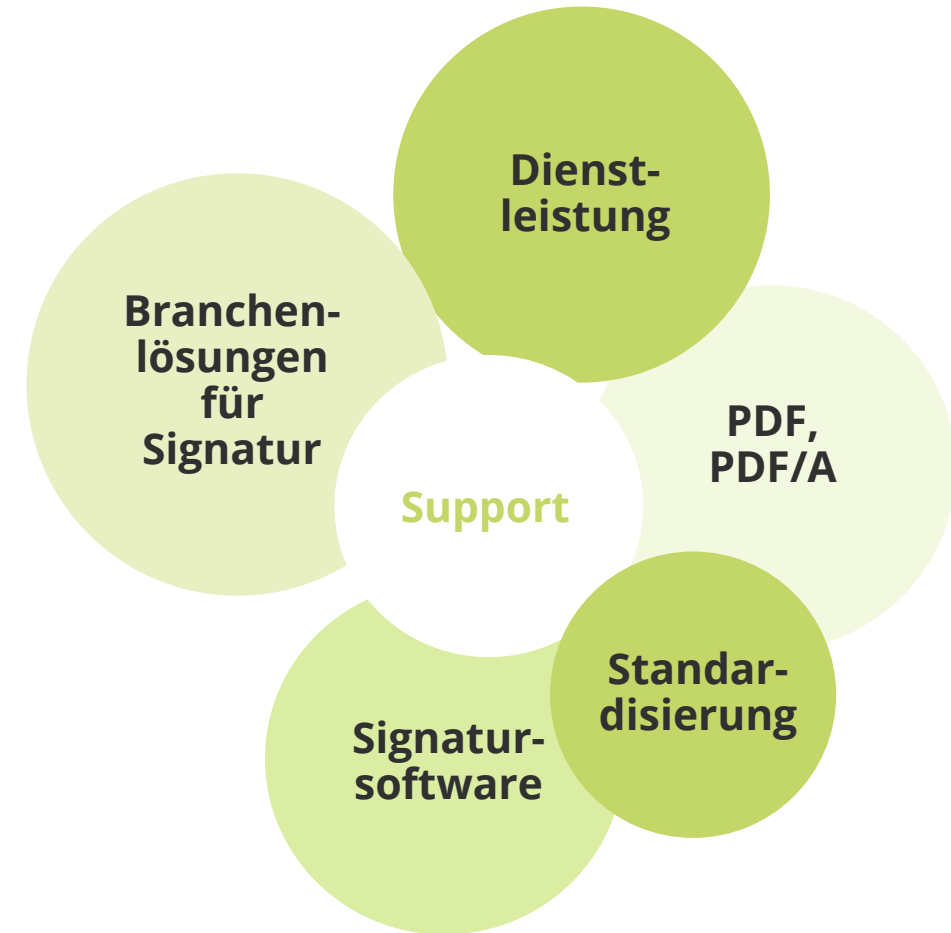 Dienst-
leistung
Branchen-
lösungen
für
Signatur
PDF,
PDF/A
Support
Standar-
disierung
Signatur-
software